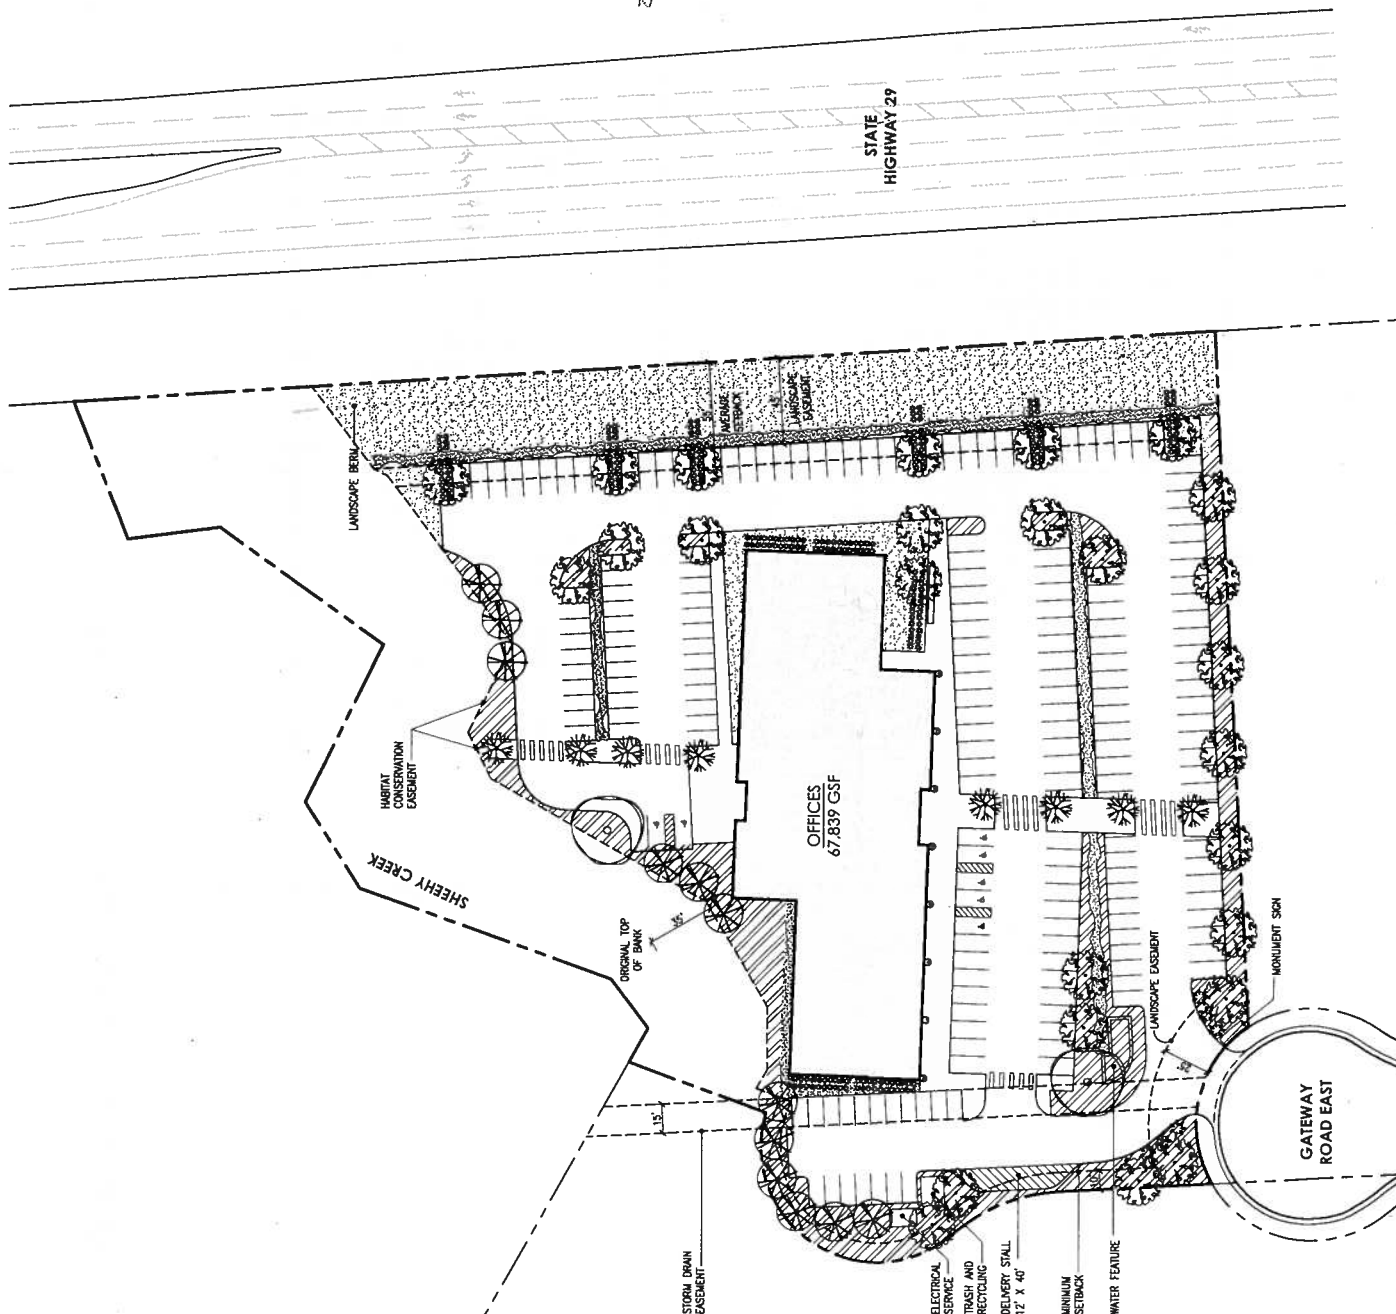 STATE
HIGHWAY 29
LANDSCAPE BERM
AVERAGE
SETBACK
45'
LANDSCAPE
EASEMENT
HABITAT
CONSERVATION
EASEMENT
SHEEHY CREEK
OFFICES
67,839 GSF
ORIGINAL TOP
OF BANK
35'
LANDSCAPE EASEMENT
MONUMENT SIGN
50'
15'
GATEWAY
ROAD EAST
STORM DRAIN
EASEMENT
ELECTRICAL
SERVICE
TRASH AND
RECYCLING
DELIVERY STALL
12' X 40'
MINIMUM
SETBACK
WATER FEATURE